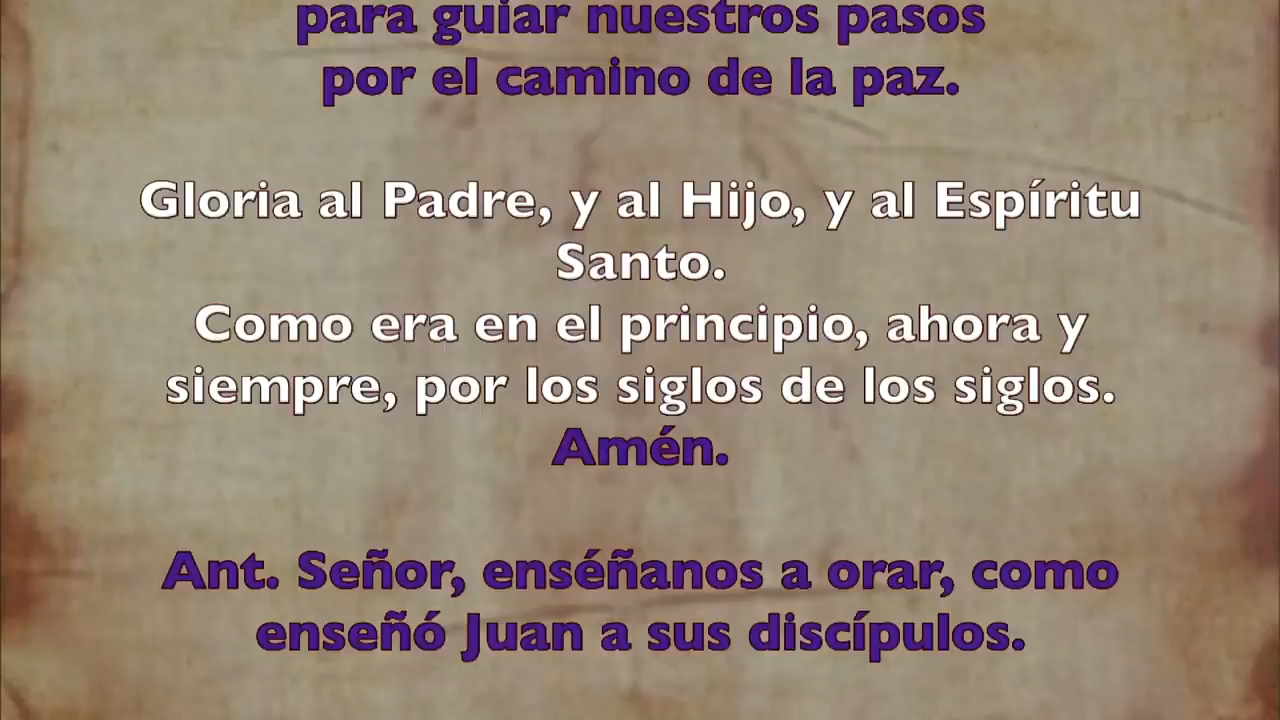 para guiar nuestros pasos
por el camino de la paz.
Gloria al Padre, y al Hijo, y al Espíritu
Santo.
Como era en el principio, ahora y
siempre, por los siglos de los siglos.
Amén.
Ant. Señor, enséñanos a orar, como
enseñó Juan a sus discípulos.